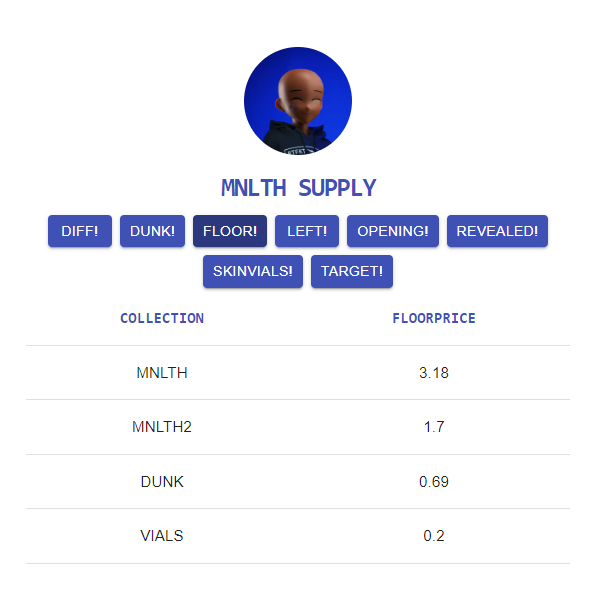 MNLTH SUPPLY
DIFF! DUNK! FLOOR! LEFT! OPENING! REVEALED!
SKINVIALS! TARGET!
COLLECTION FLOORPRICE
MNLTH 3.18
MNLTH2 1.7
DUNK 0.69
VIALS 0.2